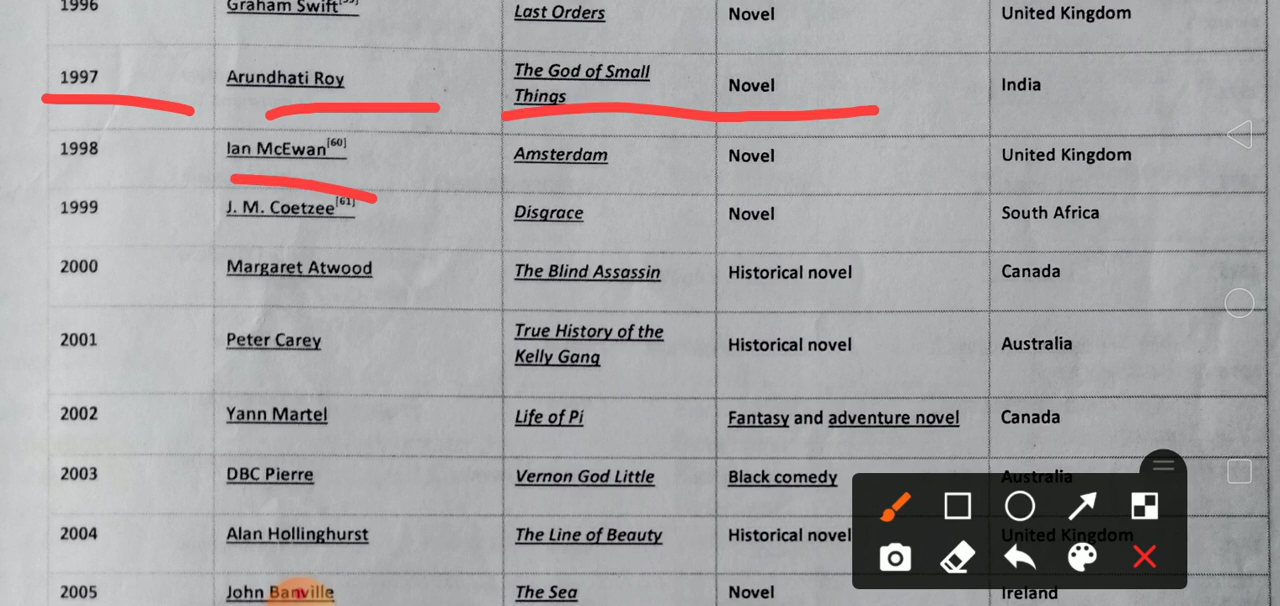 1996 Graham Swift Last Orders Novel United Kingdom
1997 Arundhati Roy The God of Small Things Novel India
1998 Ian McEwan[60] Amsterdam Novel United Kingdom
1999 J. M. Coetzee[61] Disgrace Novel South Africa
2000 Margaret Atwood The Blind Assassin Historical novel Canada
2001 Peter Carey True History of the Kelly Gang Historical novel Australia
2002 Yann Martel Life of Pi Fantasy and adventure novel Canada
2003 DBC Pierre Vernon God Little Black comedy Australia
2004 Alan Hollinghurst The Line of Beauty Historical novel United Kingdom
2005 John Banville The Sea Novel Ireland